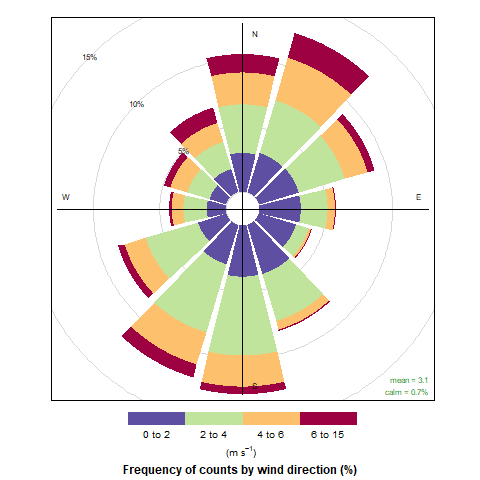 N
15%
10%
5%
W
E
S
mean = 3.1
calm = 0.7%
0 to 2
2 to 4
4 to 6
6 to 15
(m s⁻¹)
Frequency of counts by wind direction (%)